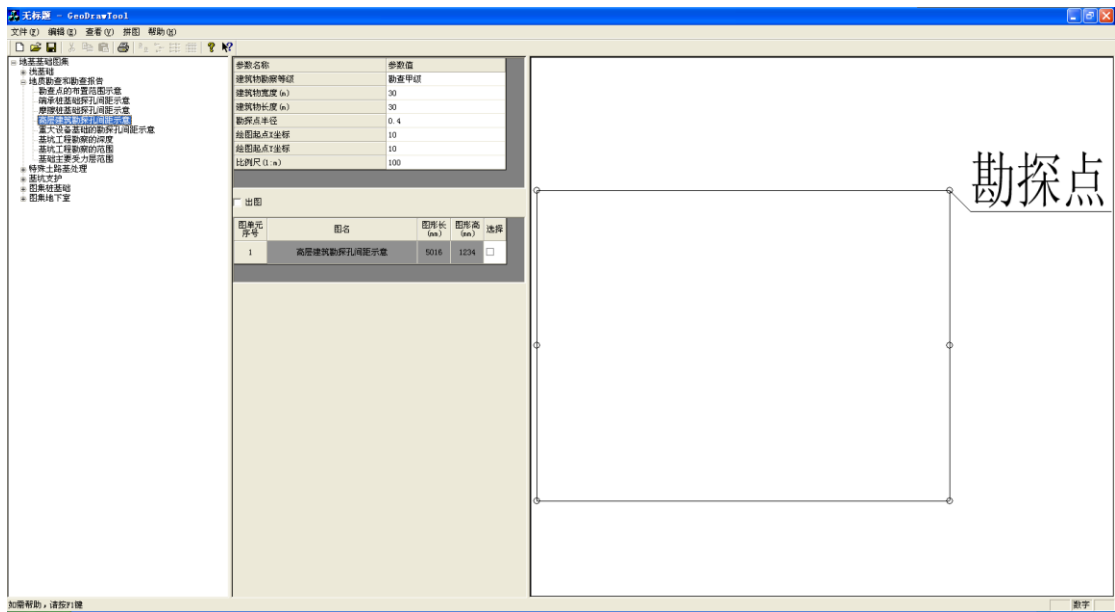 无标题 - GeoDrawTool
文件(F) 编辑(E) 查看(V) 拼图 帮助(H)
地基基础图集
浅基础
地质勘查和勘查报告
勘查点的布置范围示意
端承桩基础探孔间距示意
摩擦桩基础探孔间距示意
高层建筑勘探孔间距示意
重大设备基础的勘探孔间距示意
基坑工程勘察的深度
基坑工程勘察的范围
基础主要受力层范围
特殊土路基处理
基坑支护
图集桩基础
图集地下室
参数名称 参数值
建筑物勘察等级 勘查甲级
建筑物宽度(m) 30
建筑物长度(m) 30
勘探点半径 0.4
绘图起点X坐标 10
绘图起点Y坐标 10
比例尺(1:n) 100
出图
图单元序号 图名 图形长(mm) 图形高(mm) 选择
1 高层建筑勘探孔间距示意 5016 1234
勘探点
如需帮助，请按F1键
数字